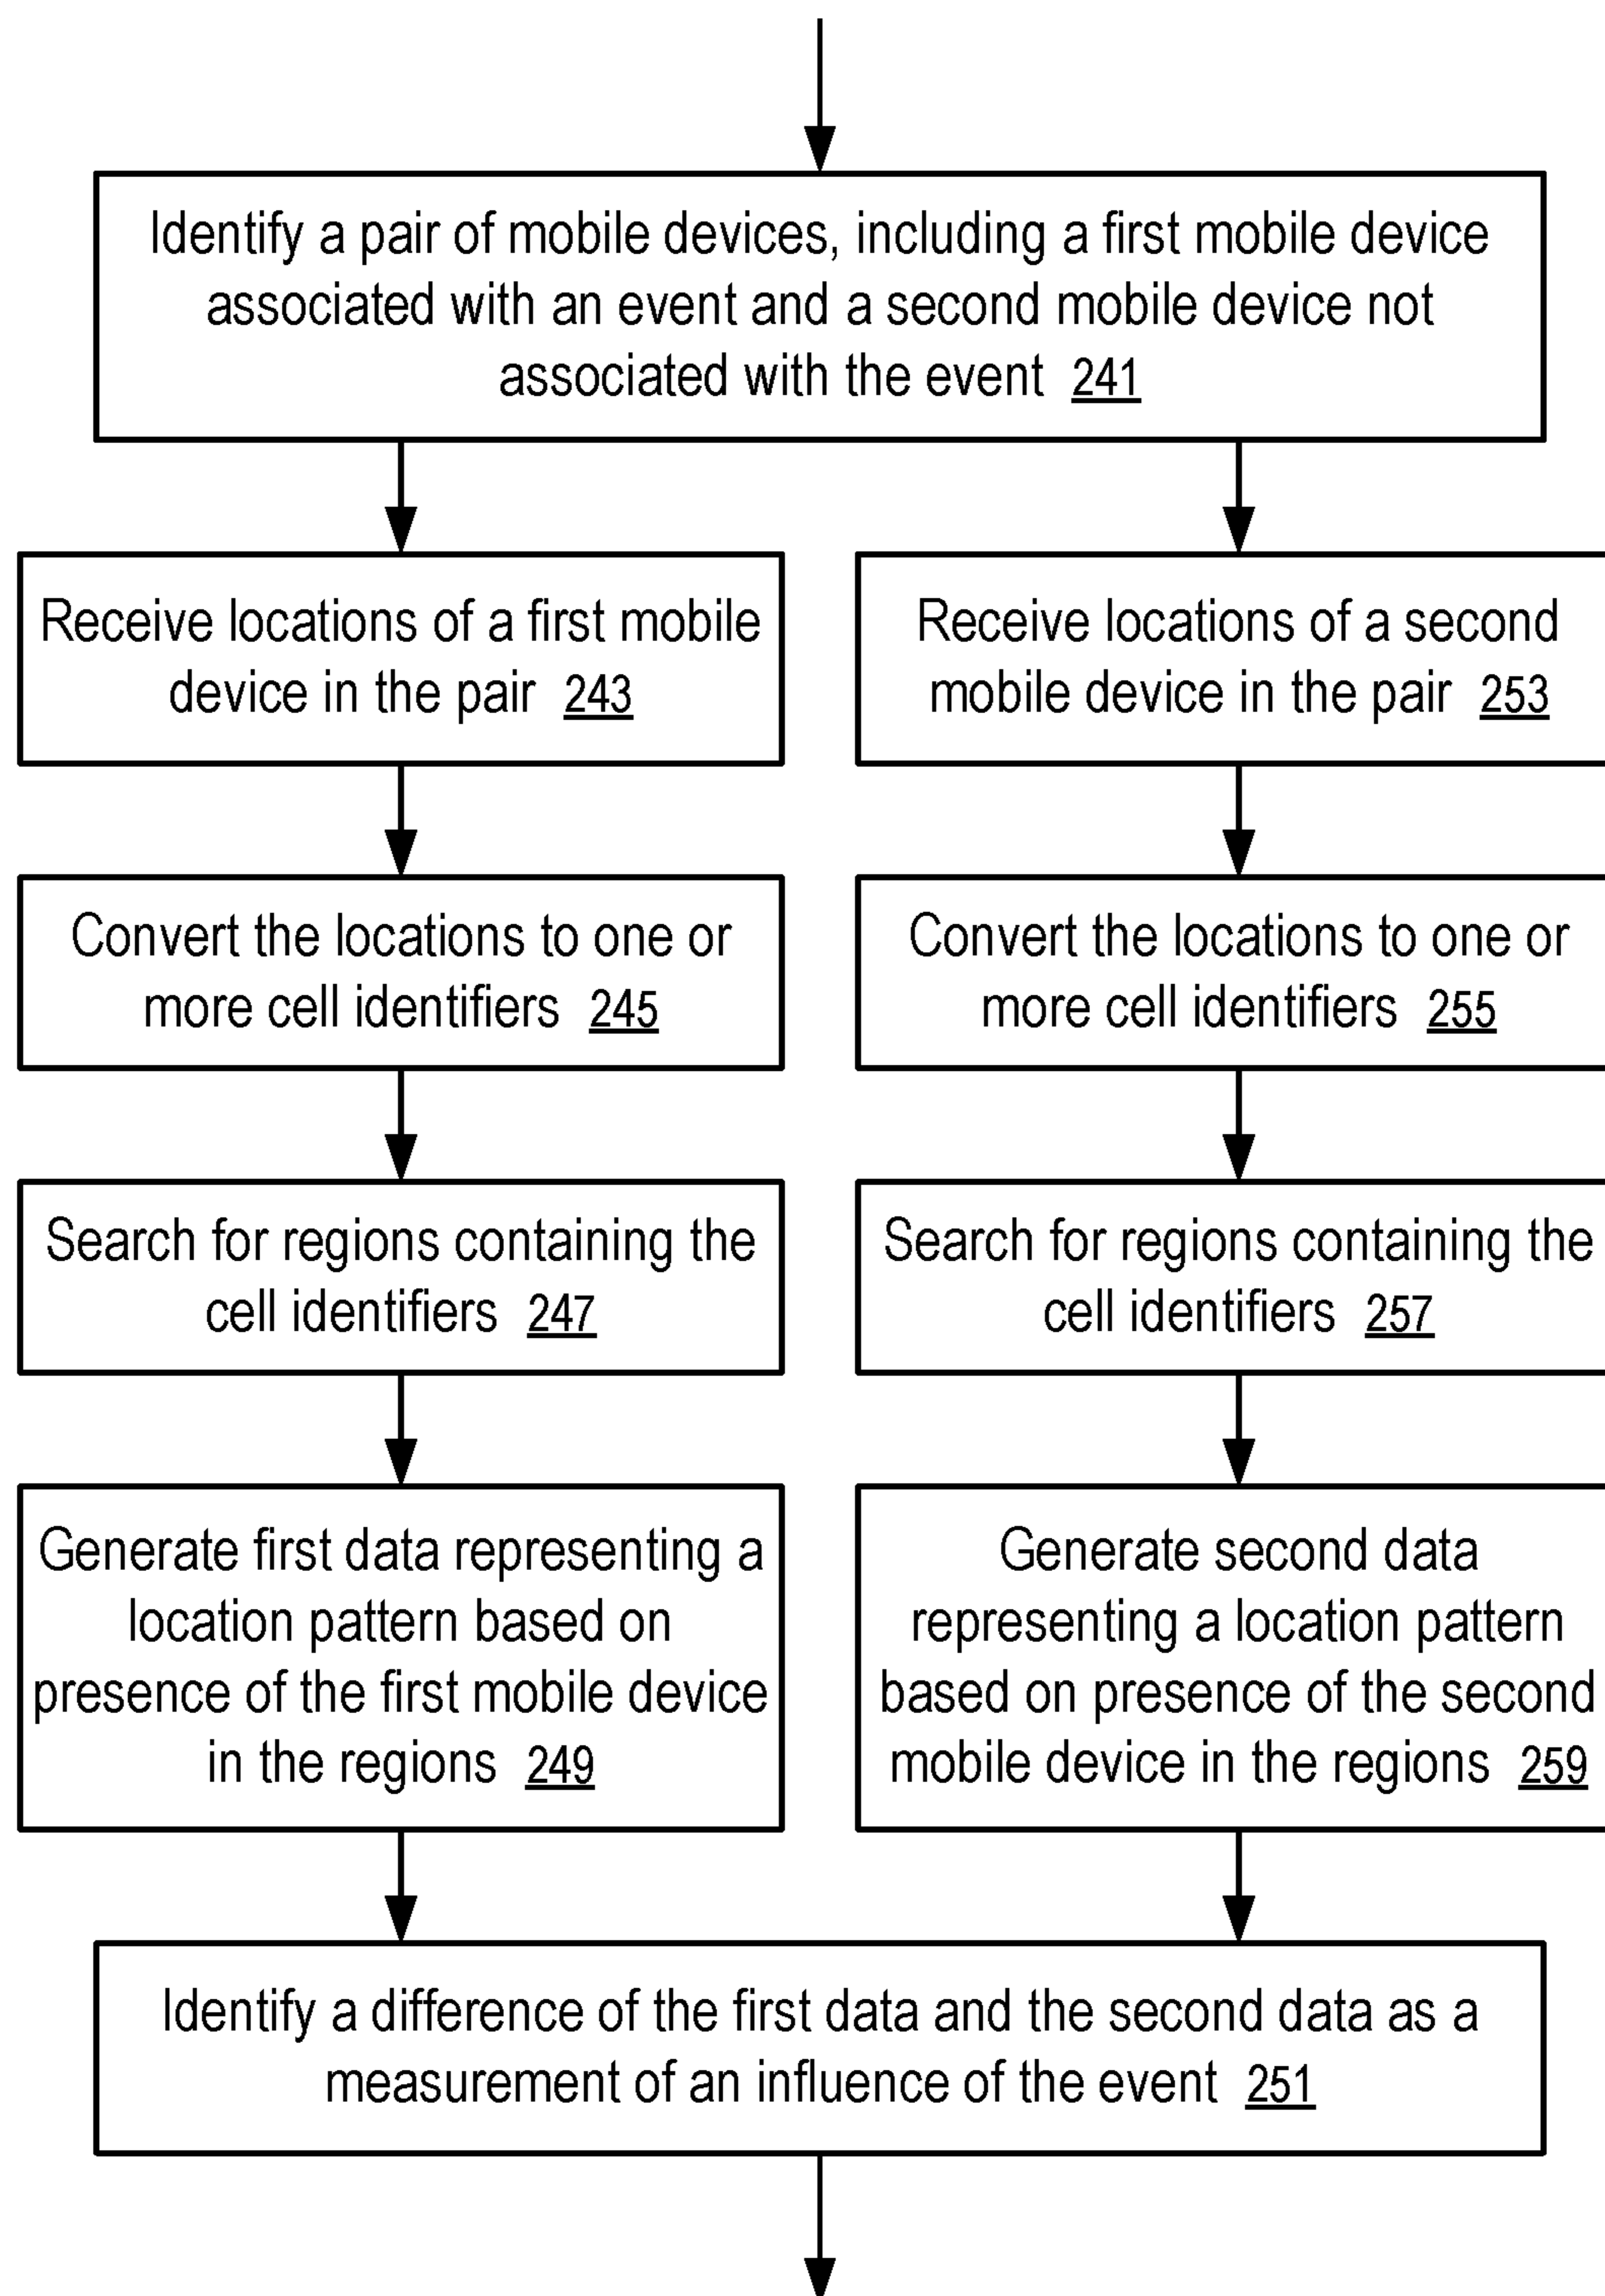 Identify a pair of mobile devices, including a first mobile device
associated with an event and a second mobile device not
associated with the event 241
Receive locations of a first mobile
device in the pair 243
Receive locations of a second
mobile device in the pair 253
Convert the locations to one or
more cell identifiers 245
Convert the locations to one or
more cell identifiers 255
Search for regions containing the
cell identifiers 247
Search for regions containing the
cell identifiers 257
Generate first data representing a
location pattern based on
presence of the first mobile device
in the regions 249
Generate second data
representing a location pattern
based on presence of the second
mobile device in the regions 259
Identify a difference of the first data and the second data as a
measurement of an influence of the event 251